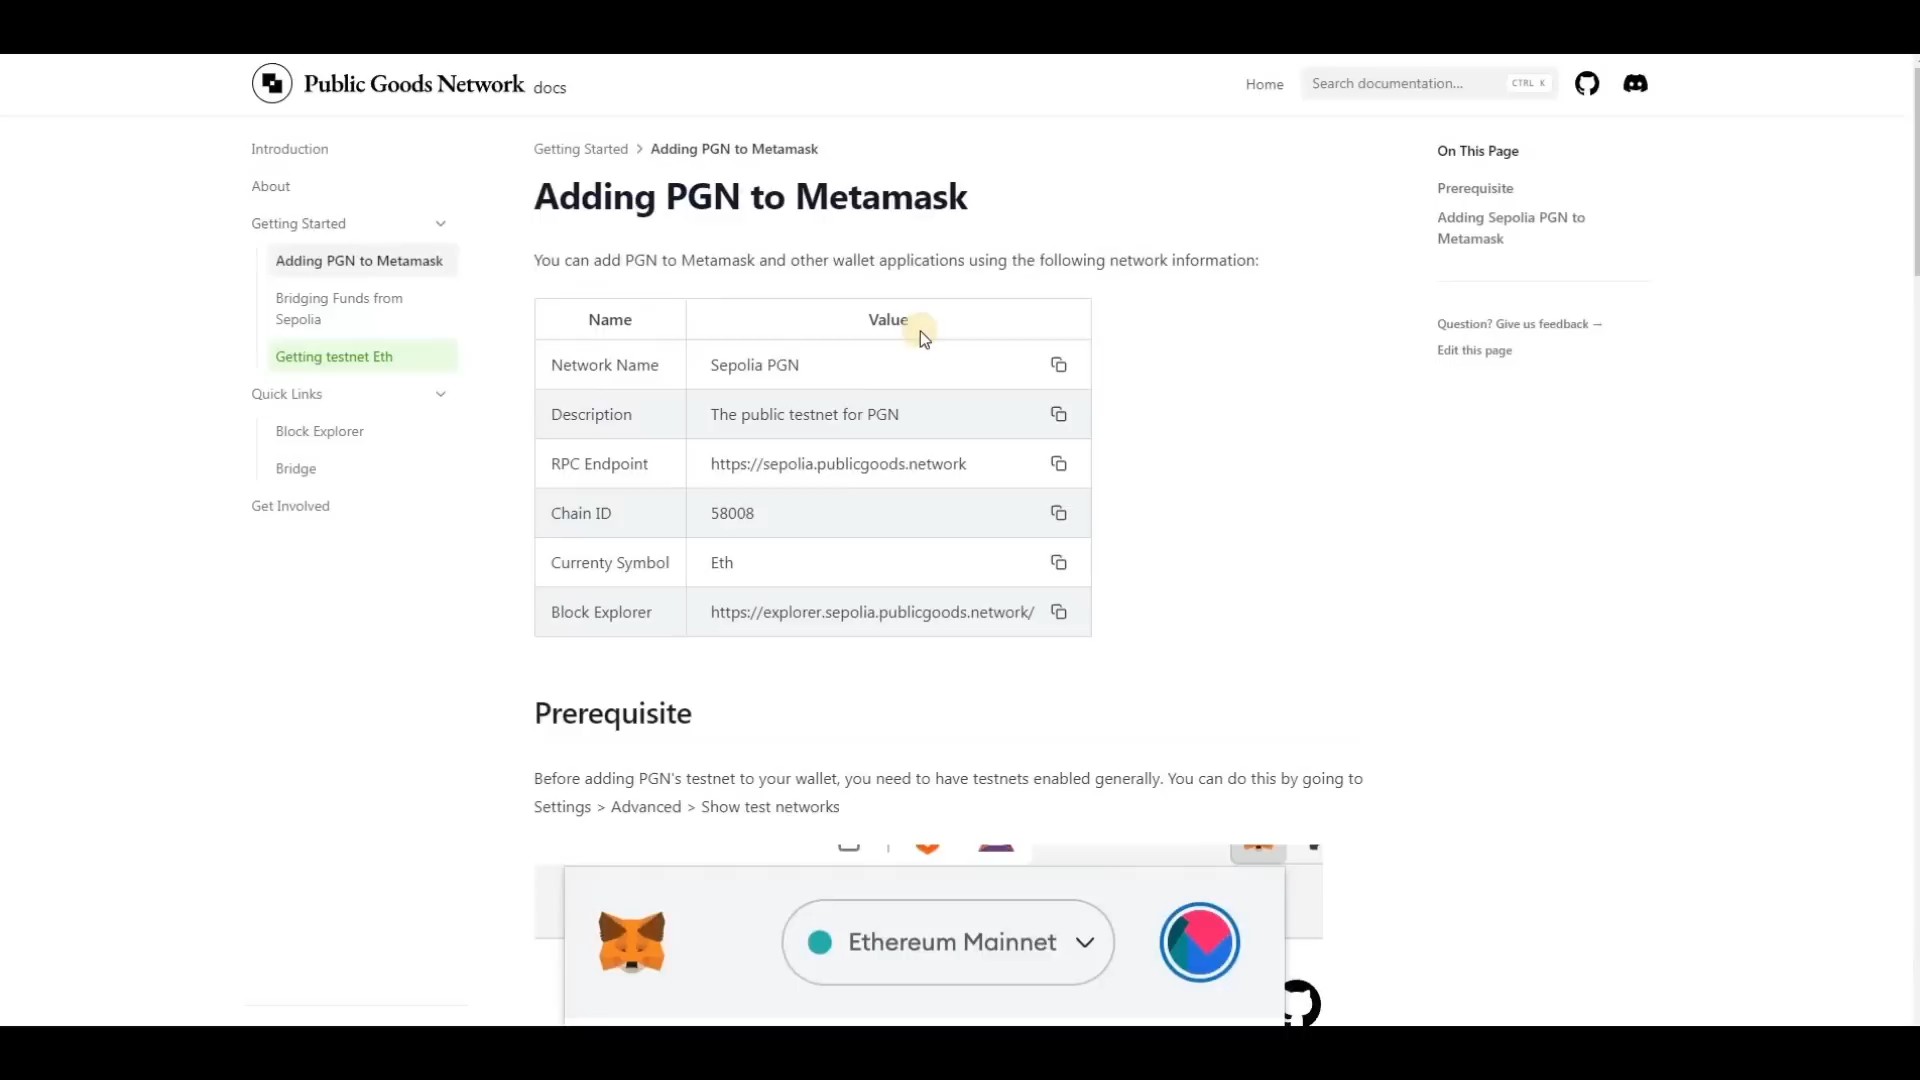 Public Goods Network docs
Home
Search documentation...
CTRL K
Introduction
About
Getting Started
Adding PGN to Metamask
Bridging Funds from
Sepolia
Getting testnet Eth
Quick Links
Block Explorer
Bridge
Get Involved
Getting Started > Adding PGN to Metamask
Adding PGN to Metamask
You can add PGN to Metamask and other wallet applications using the following network information:
Name Value
Network Name Sepolia PGN
Description The public testnet for PGN
RPC Endpoint https://sepolia.publicgoods.network
Chain ID 58008
Currenty Symbol Eth
Block Explorer https://explorer.sepolia.publicgoods.network/
Prerequisite
Before adding PGN's testnet to your wallet, you need to have testnets enabled generally. You can do this by going to
Settings > Advanced > Show test networks
Ethereum Mainnet
On This Page
Prerequisite
Adding Sepolia PGN to
Metamask
Question? Give us feedback →
Edit this page